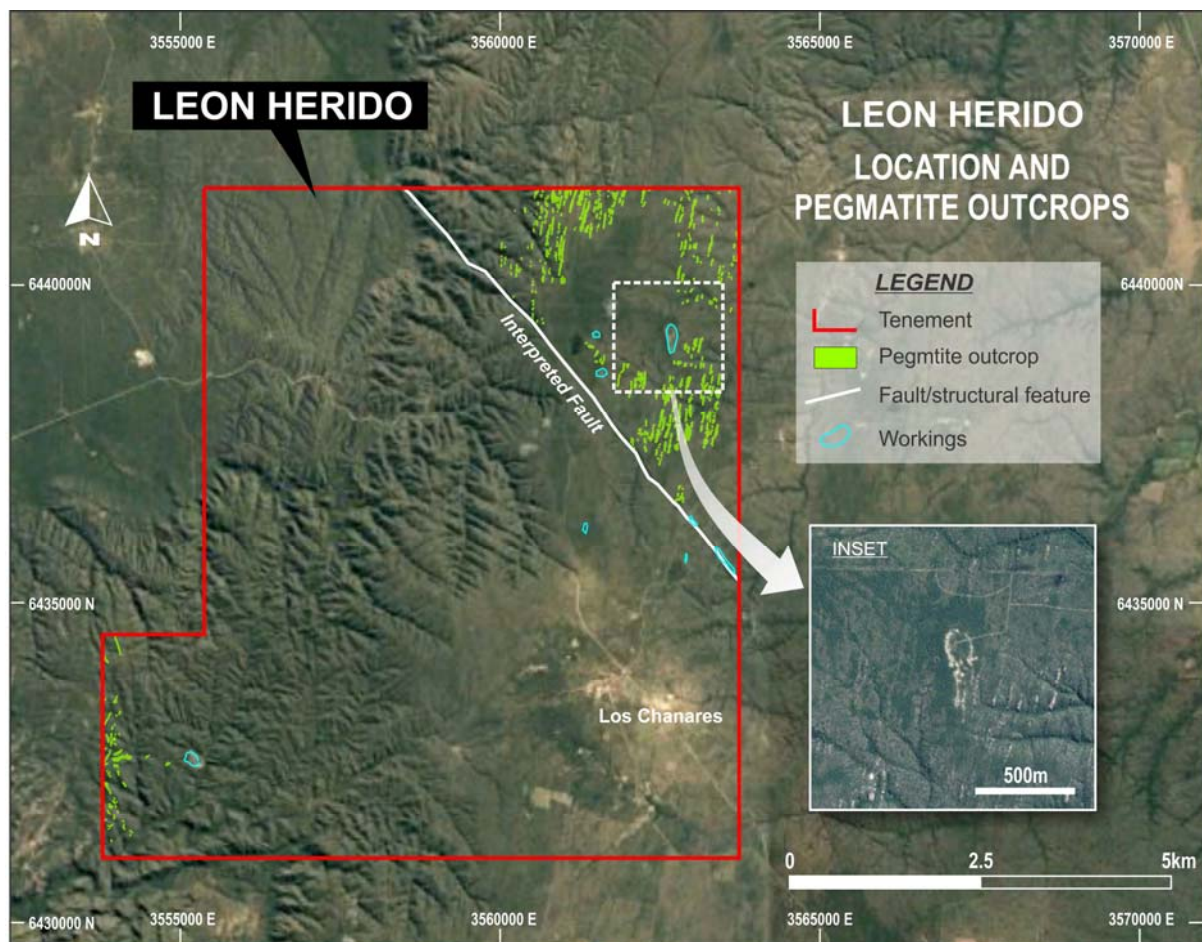 3555000 E
3560000 E
3565000 E
3570000 E
LEON HERIDO
LEON HERIDO
LOCATION AND
PEGMATITE OUTCROPS
N
6440000N
6440000N
LEGEND
Tenement
Pegmtite outcrop
Fault/structural feature
Workings
Interpreted Fault
INSET
500m
6435000 N
6435000 N
Los Chanares
0
2.5
5km
6430000 N
6430000 N
3555000 E
3560000 E
3565000 E
3570000 E